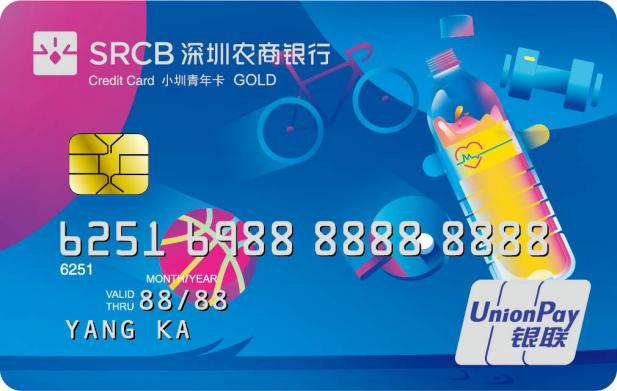 SRCB 深圳农商银行
Credit Card 小圳青年卡 GOLD
6251 6988 8888 8888
6251
MONTH/YEAR
VALID THRU 88/88
YANG KA
UnionPay
银联